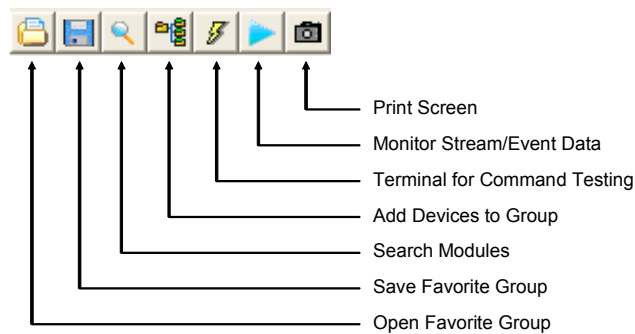 Print Screen
Monitor Stream/Event Data
Terminal for Command Testing
Add Devices to Group
Search Modules
Save Favorite Group
Open Favorite Group